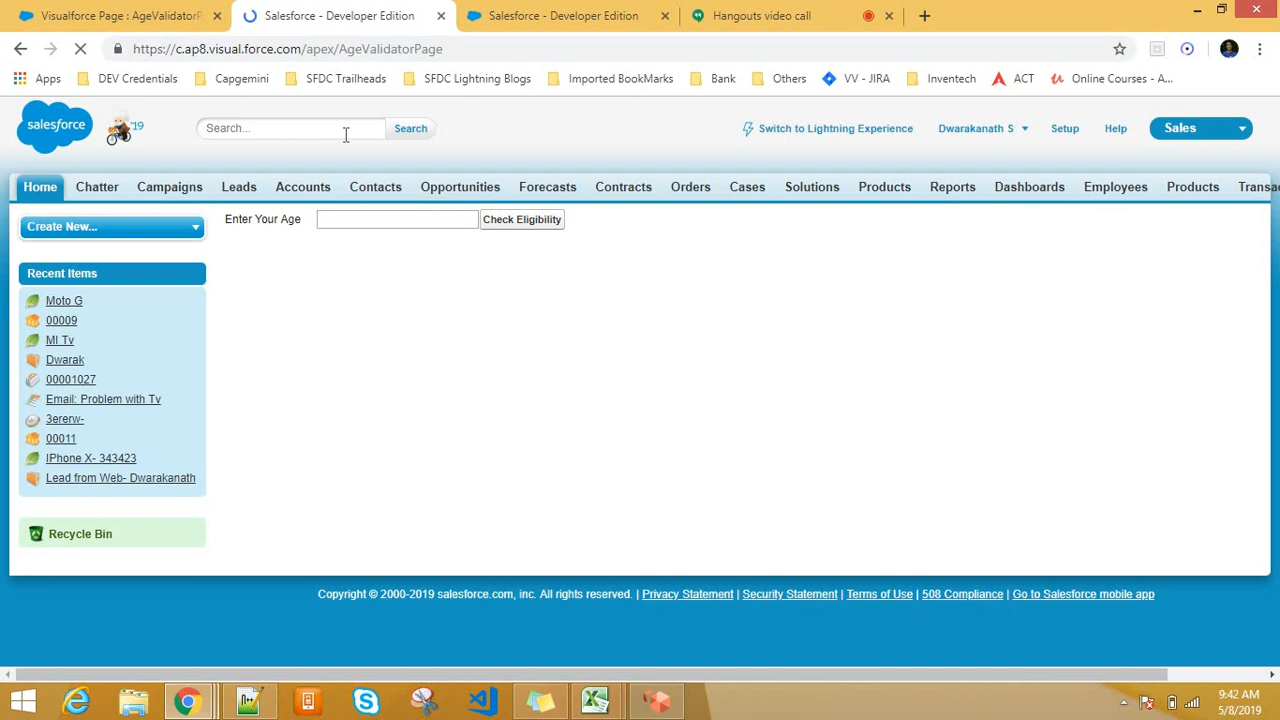 Visualforce Page : AgeValidatorP
Salesforce - Developer Edition
Salesforce - Developer Edition
Hangouts video call
https://c.ap8.visual.force.com/apex/AgeValidatorPage
Apps
DEV Credentials
Capgemini
SFDC Trailheads
SFDC Lightning Blogs
Imported BookMarks
Bank
Others
VV - JIRA
Inventech
ACT
Online Courses - A...
salesforce
'19
Search...
Search
Switch to Lightning Experience
Dwarakanath S
Setup
Help
Sales
Home
Chatter
Campaigns
Leads
Accounts
Contacts
Opportunities
Forecasts
Contracts
Orders
Cases
Solutions
Products
Reports
Dashboards
Employees
Products
Transa
Create New...
Enter Your Age
Check Eligibility
Recent Items
Moto G
00009
MI Tv
Dwarak
00001027
Email: Problem with Tv
3ererw-
00011
IPhone X- 343423
Lead from Web- Dwarakanath
Recycle Bin
Copyright © 2000-2019 salesforce.com, inc. All rights reserved. | Privacy Statement | Security Statement | Terms of Use | 508 Compliance | Go to Salesforce mobile app
9:42 AM
5/8/2019